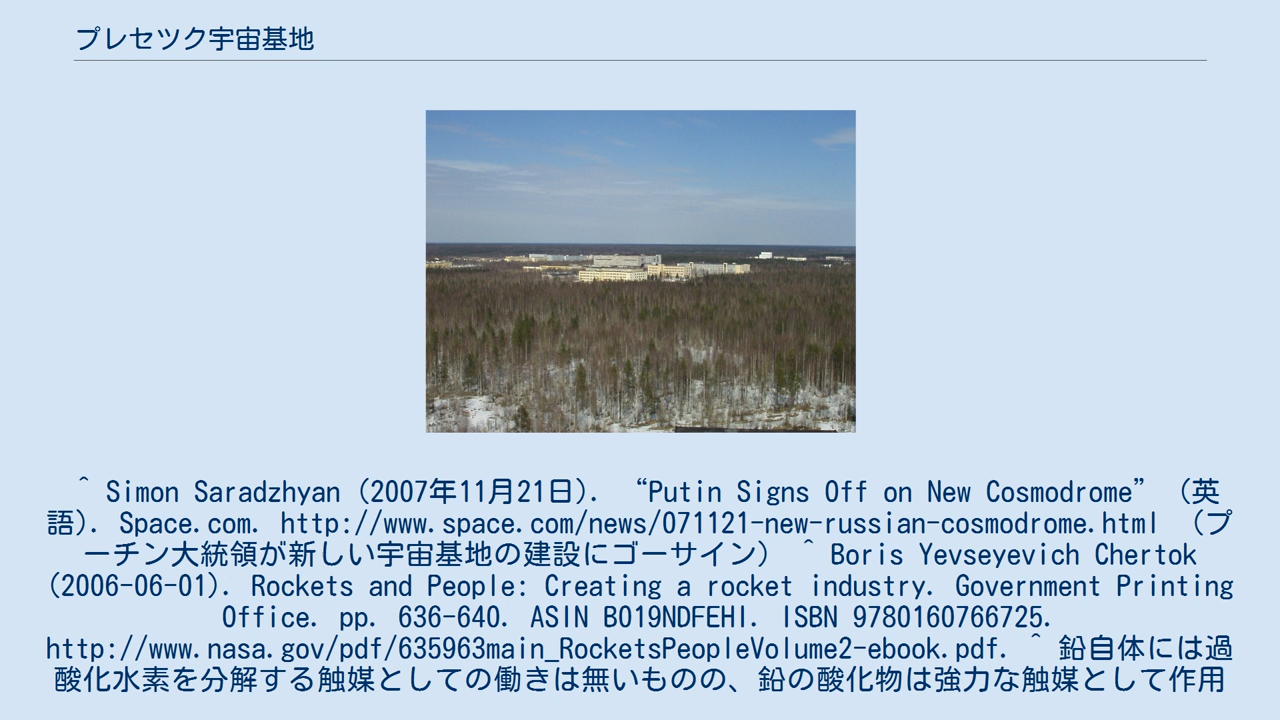 プレセツク宇宙基地
^ Simon Saradzhyan (2007年11月21日). “Putin Signs Off on New Cosmodrome” (英
語). Space.com. http://www.space.com/news/071121-new-russian-cosmodrome.html (プ
ーチン大統領が新しい宇宙基地の建設にゴーサイン) ^ Boris Yevseyevich Chertok
(2006-06-01). Rockets and People: Creating a rocket industry. Government Printing
Office. pp. 636-640. ASIN B019NDFEHI. ISBN 9780160766725.
http://www.nasa.gov/pdf/635963main_RocketsPeopleVolume2-ebook.pdf. ^ 鉛自体には過
酸化水素を分解する触媒としての働きは無いものの、鉛の酸化物は強力な触媒として作用